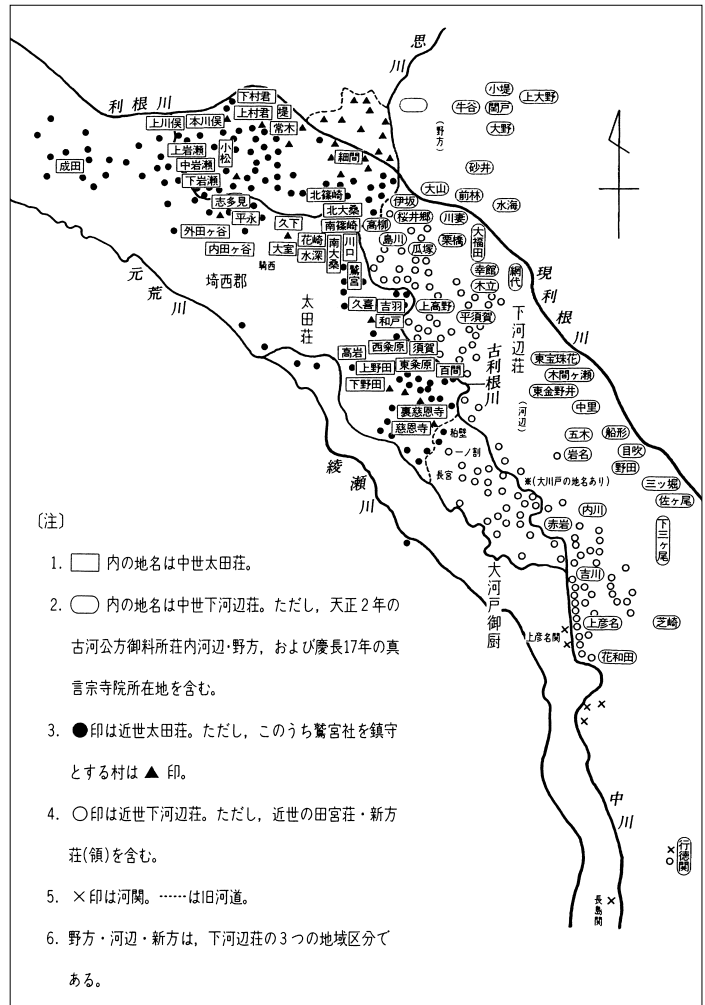 思川
利根川
現利根川
元荒川
綾瀬川
古利根川
中川
下村君
上村君
堤
上川俣
本川俣
常木
成田
上岩瀬
小松
中岩瀬
下岩瀬
細間
志多見
北篠崎
平永
久下
北大桑
外田ヶ谷
大室
花崎
南篠崎
内田ヶ谷
水深
南大桑
川口
騎西
鷲宮
埼西郡
太田荘
久喜
吉羽
和戸
高岩
西条原
須賀
上野田
東条原
百間
下野田
裏慈恩寺
慈恩寺
粕壁
一ノ割
長宮
小堤
上大野
牛谷
関戸
大野
(野方)
砂井
大山
前林
水海
伊坂
桜井郷
川妻
高柳
島川
瓜塚
栗橋
大福田
幸館
網代
木立
上高野
平須賀
下河辺荘
(河辺)
東宝珠花
木間ヶ瀬
東金野井
中里
五木
船形
岩名
目吹
野田
※(大川戸の地名あり)
三ッ堀
佐ヶ尾
内川
赤岩
下三ヶ尾
吉川
大河戸御厨
上彦名
芝崎
上彦名関
花和田
行徳関
長島関
〔注〕
1. 内の地名は中世太田荘。
2. 内の地名は中世下河辺荘。ただし，天正2年の
古河公方御料所荘内河辺・野方，および慶長17年の真
言宗寺院所在地を含む。
3. ●印は近世太田荘。ただし，このうち鷲宮社を鎮守
とする村は ▲ 印。
4. ○印は近世下河辺荘。ただし，近世の田宮荘・新方
荘(領)を含む。
5. ×印は河関。……は旧河道。
6. 野方・河辺・新方は，下河辺荘の3つの地域区分で
ある。